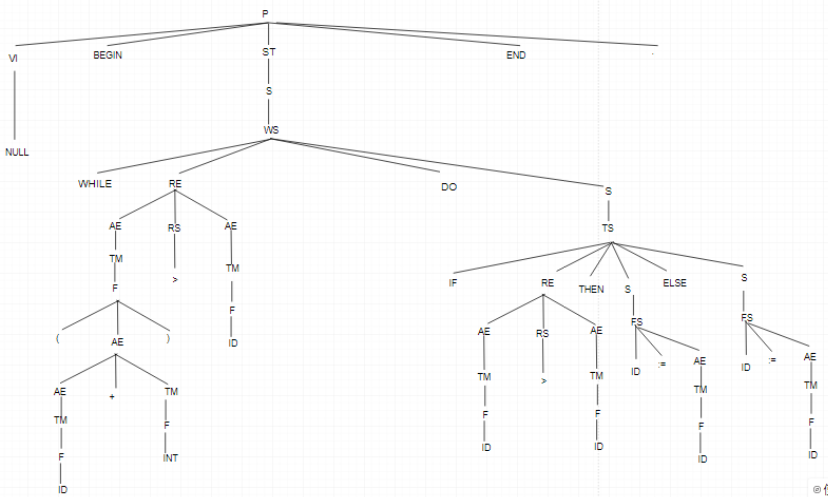 P
VI BEGIN ST END .
S
NULL WS
WHILE RE DO S
AE RS AE TS
TM > TM IF RE THEN S ELSE S
F F AE RS AE FS FS
( AE ) ID TM > TM ID := AE ID := AE
AE + TM F F TM TM
TM F ID ID F F
F INT ID ID
ID